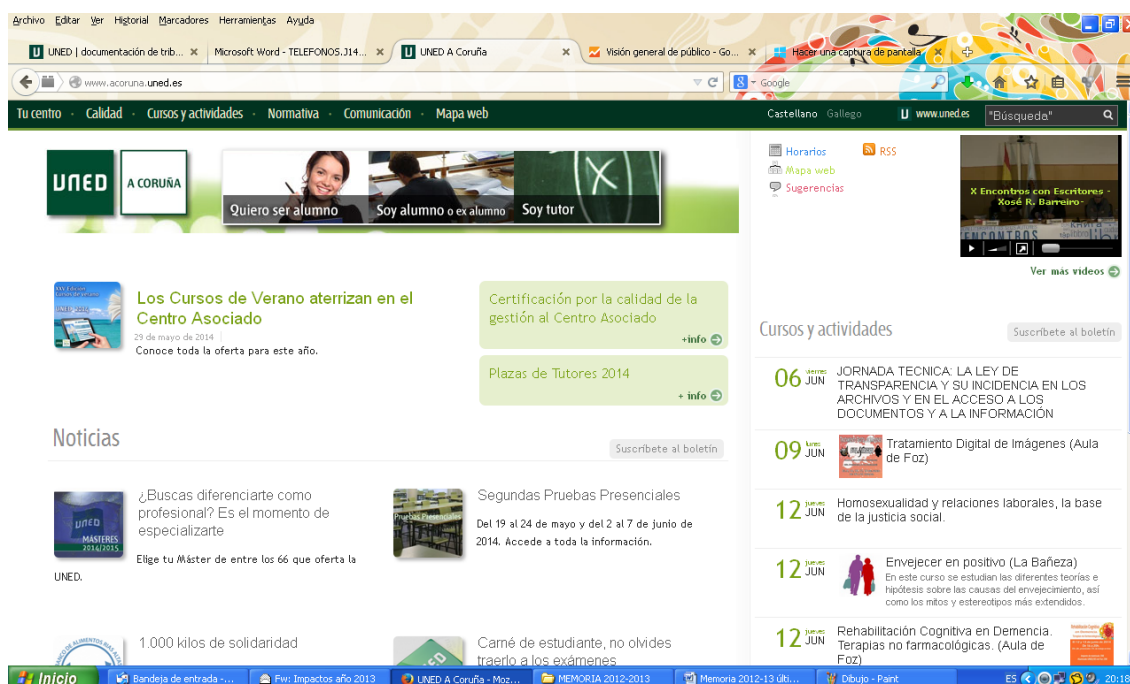 Archivo Editar Ver Historial Marcadores Herramientas Ayuda
UNED | documentación de trib... Microsoft Word - TELEFONOS.J14... UNED A Coruña Visión general de público - Go... Hacer una captura de pantalla
www.acoruna.uned.es Google
Tu centro · Calidad · Cursos y actividades · Normativa · Comunicación · Mapa web Castellano Gallego U www.uned.es "Búsqueda"
UNED A CORUÑA
Quiero ser alumno Soy alumno o ex alumno Soy tutor
Horarios RSS
Mapa web
Sugerencias
X Encontros con Escritores -
Xosé R. Barreiro-
Ver más videos
Los Cursos de Verano aterrizan en el
Centro Asociado
29 de mayo de 2014
Conoce toda la oferta para este año.
Certificación por la calidad de la
gestión al Centro Asociado
+info
Plazas de Tutores 2014
+ info
Noticias
Suscríbete al boletín
¿Buscas diferenciarte como
profesional? Es el momento de
especializarte
Elige tu Máster de entre los 66 que oferta la
UNED.
UNED
MÁSTERES
2014/2015
Segundas Pruebas Presenciales
Del 19 al 24 de mayo y del 2 al 7 de junio de
2014. Accede a toda la información.
Pruebas Presenciales
1.000 kilos de solidaridad
Carné de estudiante, no olvides
traerlo a los exámenes
Cursos y actividades
Suscríbete al boletín
06 viernes JUN
JORNADA TECNICA: LA LEY DE
TRANSPARENCIA Y SU INCIDENCIA EN LOS
ARCHIVOS Y EN EL ACCESO A LOS
DOCUMENTOS Y A LA INFORMACIÓN
09 lunes JUN
Tratamiento Digital de Imágenes (Aula
de Foz)
12 jueves JUN
Homosexualidad y relaciones laborales, la base
de la justicia social.
12 jueves JUN
Envejecer en positivo (La Bañeza)
En este curso se estudian las diferentes teorías e
hipótesis sobre las causas del envejecimiento, así
como los mitos y estereotipos más extendidos.
12 jueves JUN
Rehabilitación Cognitiva en Demencia.
Terapias no farmacológicas. (Aula de
Foz)
Inicio Bandeja de entrada -... Fw: Impactos año 2013 UNED A Coruña - Moz... MEMORIA 2012-2013 Memoria 2012-13 últi... Dibujo - Paint ES 20:18